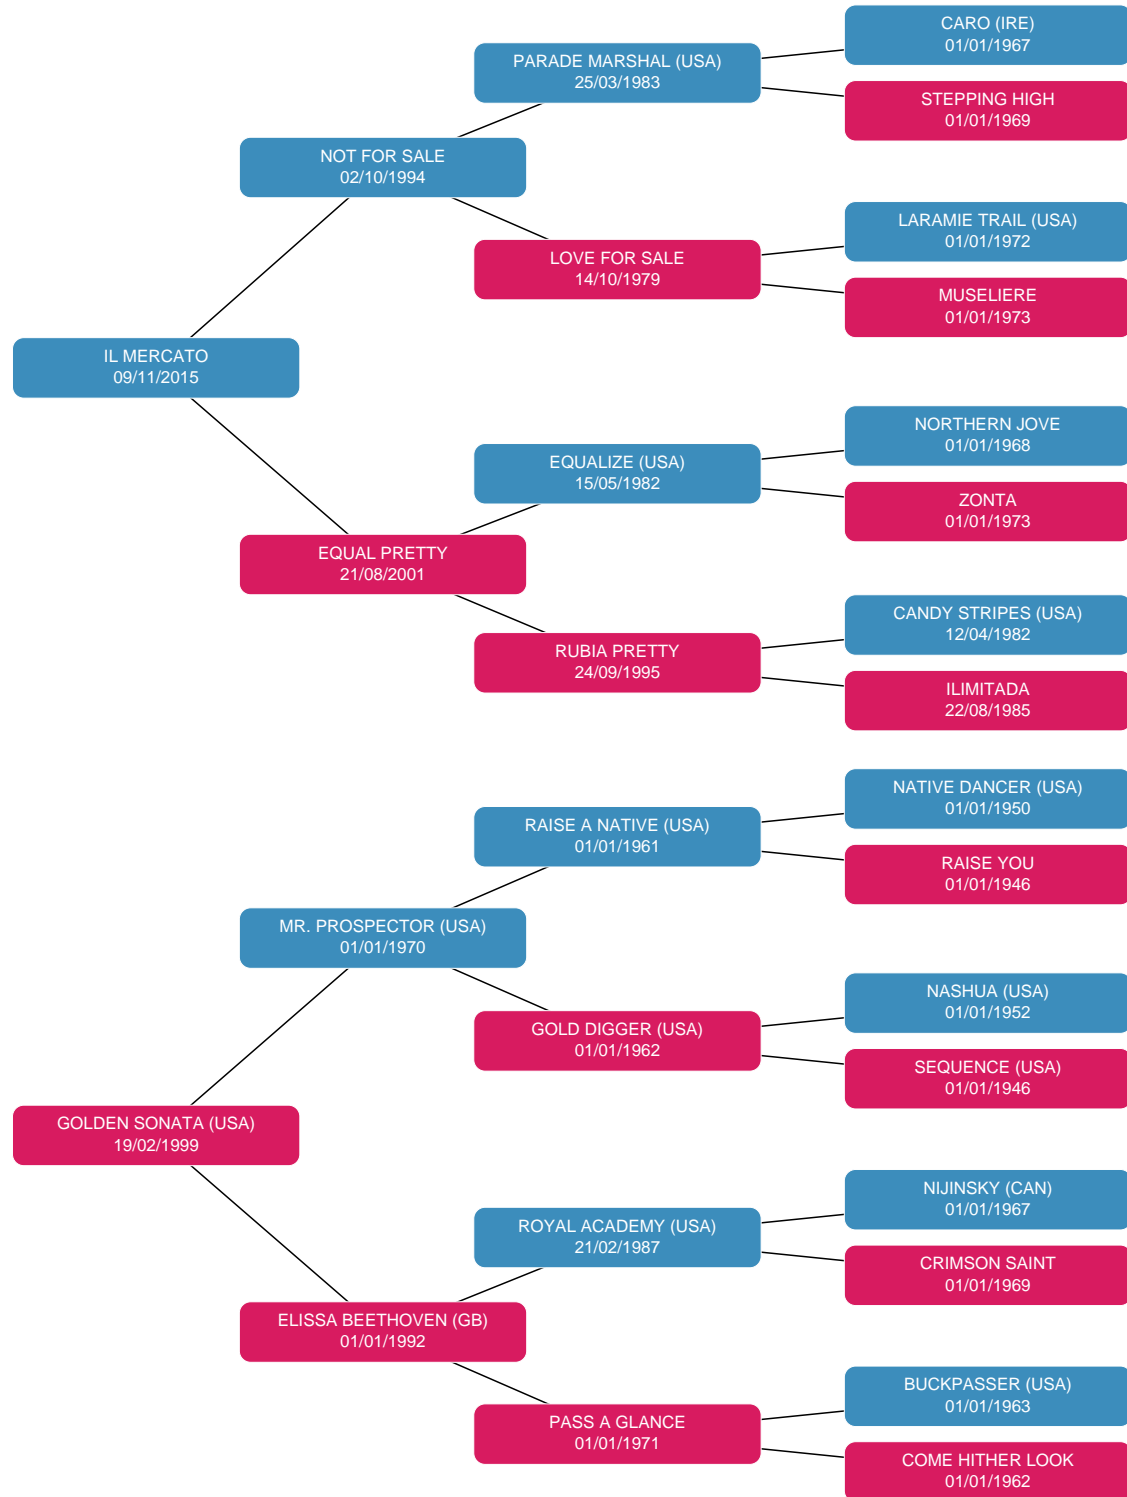 CARO (IRE)
01/01/1967
PARADE MARSHAL (USA)
25/03/1983
STEPPING HIGH
01/01/1969
NOT FOR SALE
02/10/1994
LARAMIE TRAIL (USA)
01/01/1972
LOVE FOR SALE
14/10/1979
MUSELIERE
01/01/1973
IL MERCATO
09/11/2015
NORTHERN JOVE
01/01/1968
EQUALIZE (USA)
15/05/1982
ZONTA
01/01/1973
EQUAL PRETTY
21/08/2001
CANDY STRIPES (USA)
12/04/1982
RUBIA PRETTY
24/09/1995
ILIMITADA
22/08/1985
NATIVE DANCER (USA)
01/01/1950
RAISE A NATIVE (USA)
01/01/1961
RAISE YOU
01/01/1946
MR. PROSPECTOR (USA)
01/01/1970
NASHUA (USA)
01/01/1952
GOLD DIGGER (USA)
01/01/1962
SEQUENCE (USA)
01/01/1946
GOLDEN SONATA (USA)
19/02/1999
NIJINSKY (CAN)
01/01/1967
ROYAL ACADEMY (USA)
21/02/1987
CRIMSON SAINT
01/01/1969
ELISSA BEETHOVEN (GB)
01/01/1992
BUCKPASSER (USA)
01/01/1963
PASS A GLANCE
01/01/1971
COME HITHER LOOK
01/01/1962